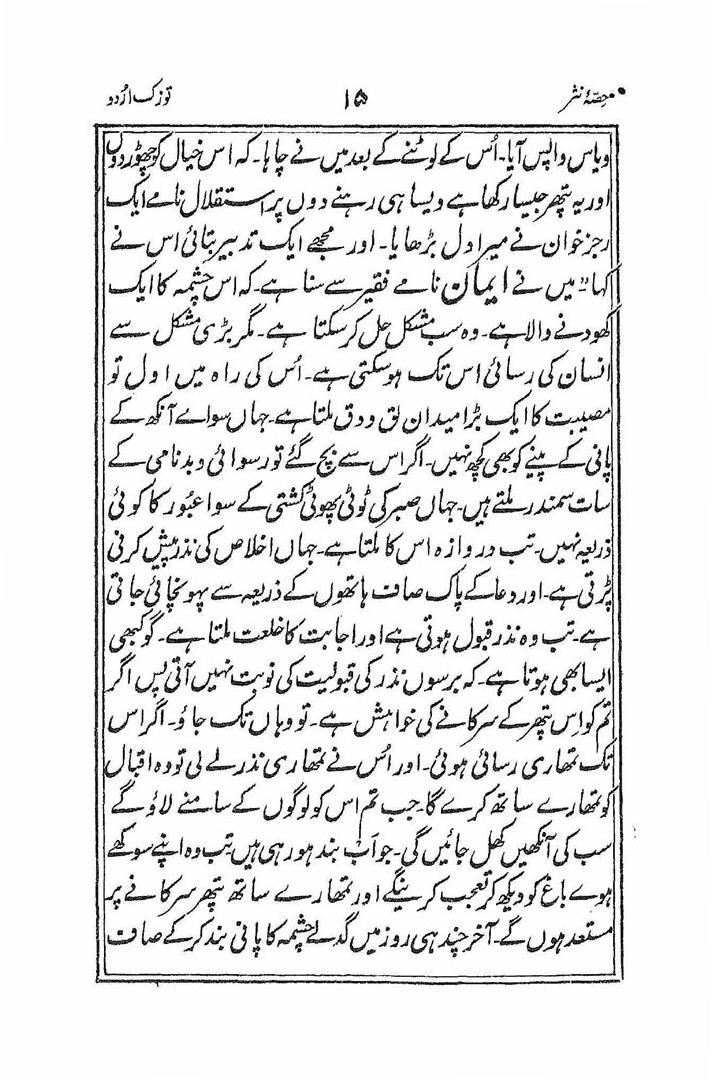 حصۂ نثر ۱۵ توزک اُردو
ویاس واپس آیا۔ اُس کے لوٹنے کے بعد میں نے چاہا۔ کہ اس خیال کو چھوڑ دوں
اور یہ پتھر جیسا رکھا ہے ویسا ہی رہنے دوں پر استقلال نامے ایک
رجز خوان نے میرا دل بڑھایا۔ اور مجھے ایک تدبیر بتائی اس نے
کہا "میں نے ایمان نامے فقیر سے سنا ہے۔ کہ اس چشمہ کا ایک
کھودنے والا ہے۔ وہ سب مشکل حل کر سکتا ہے۔ مگر بڑی مشکل سے
انسان کی رسائی اس تک ہو سکتی ہے۔ اُس کی راہ میں اول تو
مصیبت کا ایک بڑا میدان لق و دق ملتا ہے۔ جہاں سواے آنکھ کے
پانی کے پینے کو بھی کچھ نہیں۔ اگر اس سے بچ گئے تو رسوائی و بدنامی کے
سات سمندر ملتے ہیں۔ جہاں صبر کی ٹوٹی پھوٹی کشتی کے سوا عبُور کا کوئی
ذریعہ نہیں۔ تب دروازہ اس کا ملتا ہے۔ جہاں اخلاص کی نذر پیش کرنی
پڑتی ہے۔ اور دعا کے پاک صاف ہاتھوں کے ذریعہ سے پہونچائی جاتی
ہے۔ تب وہ نذر قبول ہوتی ہے اور اجابت کا خلعت ملتا ہے۔ گو کبھی
ایسا بھی ہوتا ہے۔ کہ برسوں نذر کی قبولیت کی نوبت نہیں آتی پس اگر
تم کو اِس پتھر کے سرکانے کی خواہش ہے۔ تو وہاں تک جاؤ۔ اگر اس
تک تمھاری رسائی ہوئی۔ اور اُس نے تمھاری نذر لے لی تو وہ اقبال
کو تمھارے ساتھ کرے گا۔ جب تم اس کو لوگوں کے سامنے لاؤ گے
سب کی آنکھیں کھل جائیں گی۔ جو اَب بند ہو رہی ہیں تب وہ اپنے سوکھے
ہوے باغ کو دیکھ کر تعجب کرینگے اور تمھارے ساتھ پتھر سرکانے پر
مستعد ہوں گے۔ آخر چند ہی روز میں گدلے چشمہ کا پانی بند کر کے صاف